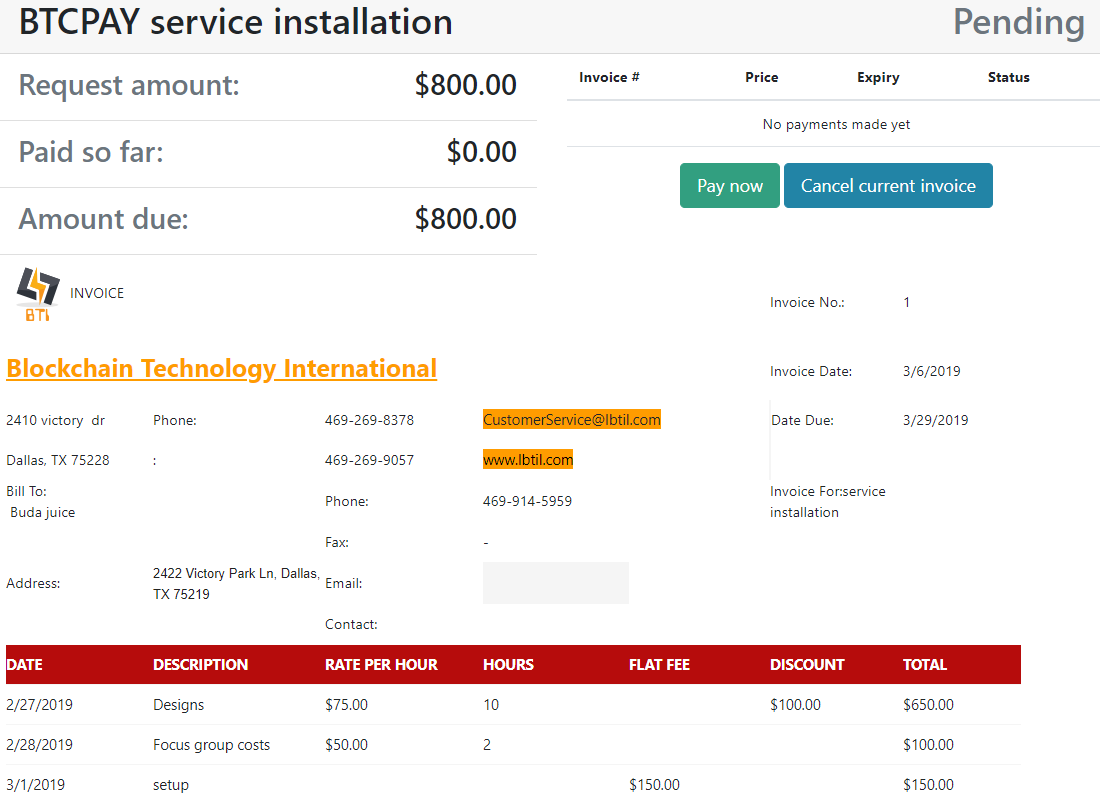 BTCPAY service installation
Pending
Request amount: $800.00
Paid so far: $0.00
Amount due: $800.00
Invoice # Price Expiry Status
No payments made yet
Pay now Cancel current invoice
BTI
INVOICE
Invoice No.: 1
Blockchain Technology International
Invoice Date: 3/6/2019
2410 victory dr Phone: 469-269-8378 CustomerService@lbtil.com Date Due: 3/29/2019
Dallas, TX 75228 : 469-269-9057 www.lbtil.com
Bill To:
Buda juice
Phone: 469-914-5959
Invoice For:service
installation
Fax: -
Address:
2422 Victory Park Ln, Dallas,
TX 75219
Email:
Contact:
DATE DESCRIPTION RATE PER HOUR HOURS FLAT FEE DISCOUNT TOTAL
2/27/2019 Designs $75.00 10 $100.00 $650.00
2/28/2019 Focus group costs $50.00 2 $100.00
3/1/2019 setup $150.00 $150.00